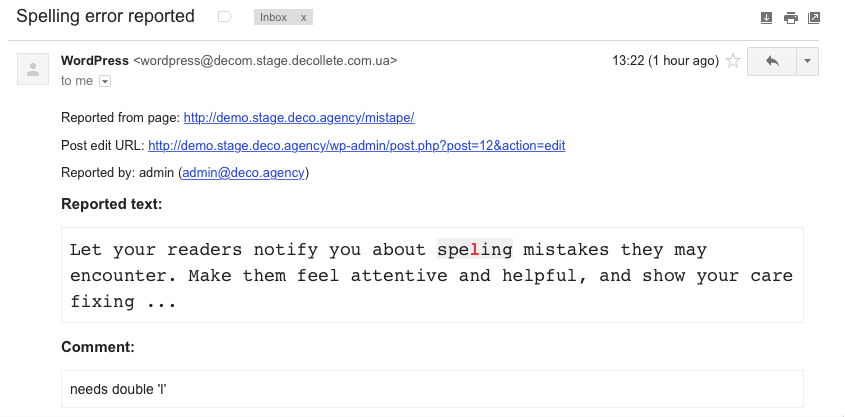 Spelling error reported
Inbox x
WordPress <wordpress@decom.stage.decollete.com.ua>
13:22 (1 hour ago)
to me
Reported from page: http://demo.stage.deco.agency/mistape/
Post edit URL: http://demo.stage.deco.agency/wp-admin/post.php?post=12&action=edit
Reported by: admin (admin@deco.agency)
Reported text:
Let your readers notify you about speling mistakes they may
encounter. Make them feel attentive and helpful, and show your care
fixing ...
Comment:
needs double 'l'